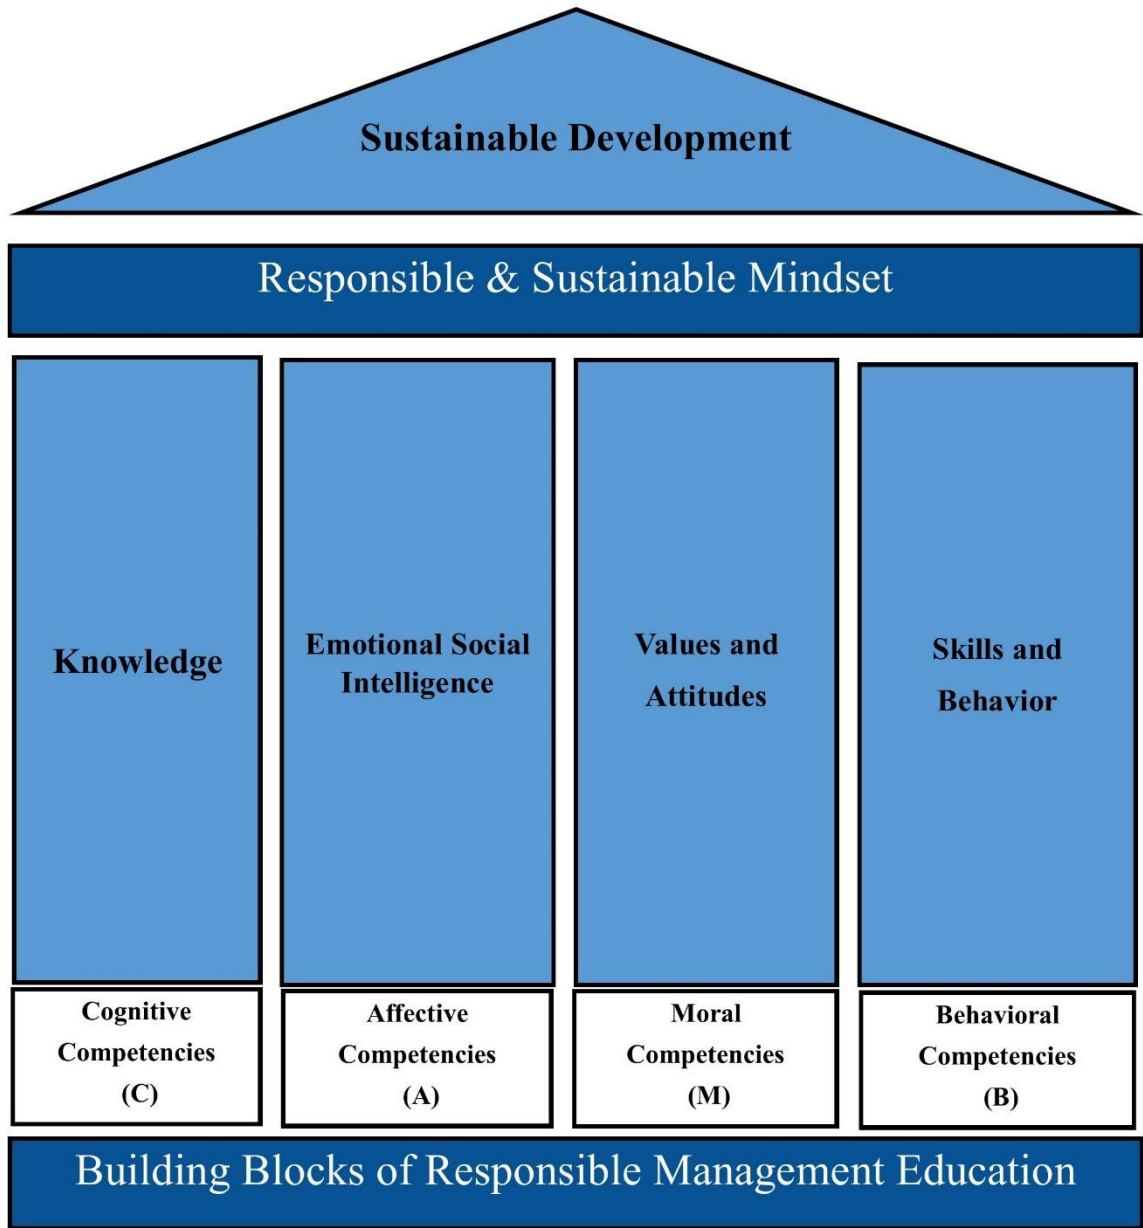 Sustainable Development
Responsible & Sustainable Mindset
Knowledge
Emotional Social
Intelligence
Values and
Attitudes
Skills and
Behavior
Cognitive
Competencies
(C)
Affective
Competencies
(A)
Moral
Competencies
(M)
Behavioral
Competencies
(B)
Building Blocks of Responsible Management Education